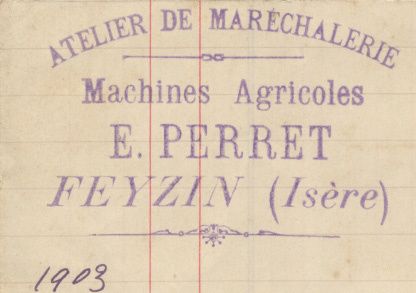 ATELIER DE MARÉCHALERIE
Machines Agricoles
E. PERRET
FEYZIN (Isère)
1903